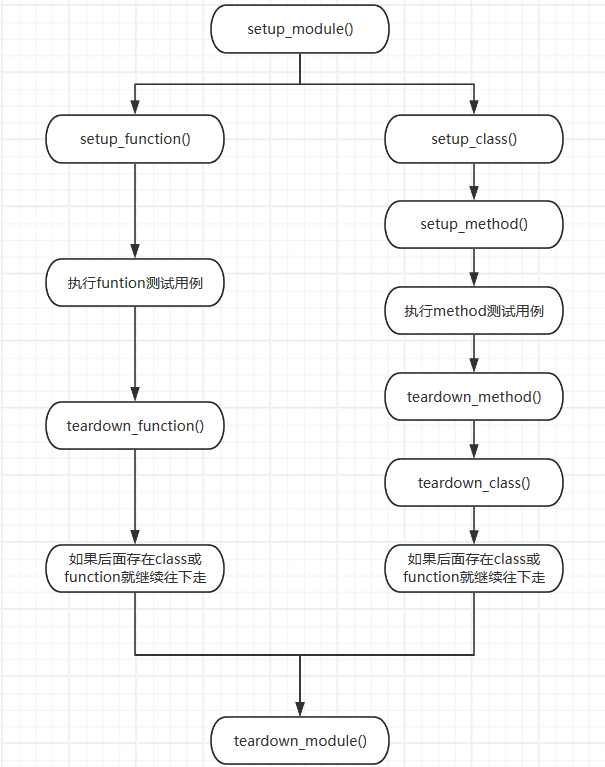 setup_module()
setup_function()
setup_class()
setup_method()
执行funtion测试用例
执行method测试用例
teardown_method()
teardown_function()
teardown_class()
如果后面存在class或
function就继续往下走
如果后面存在class或
function就继续往下走
teardown_module()